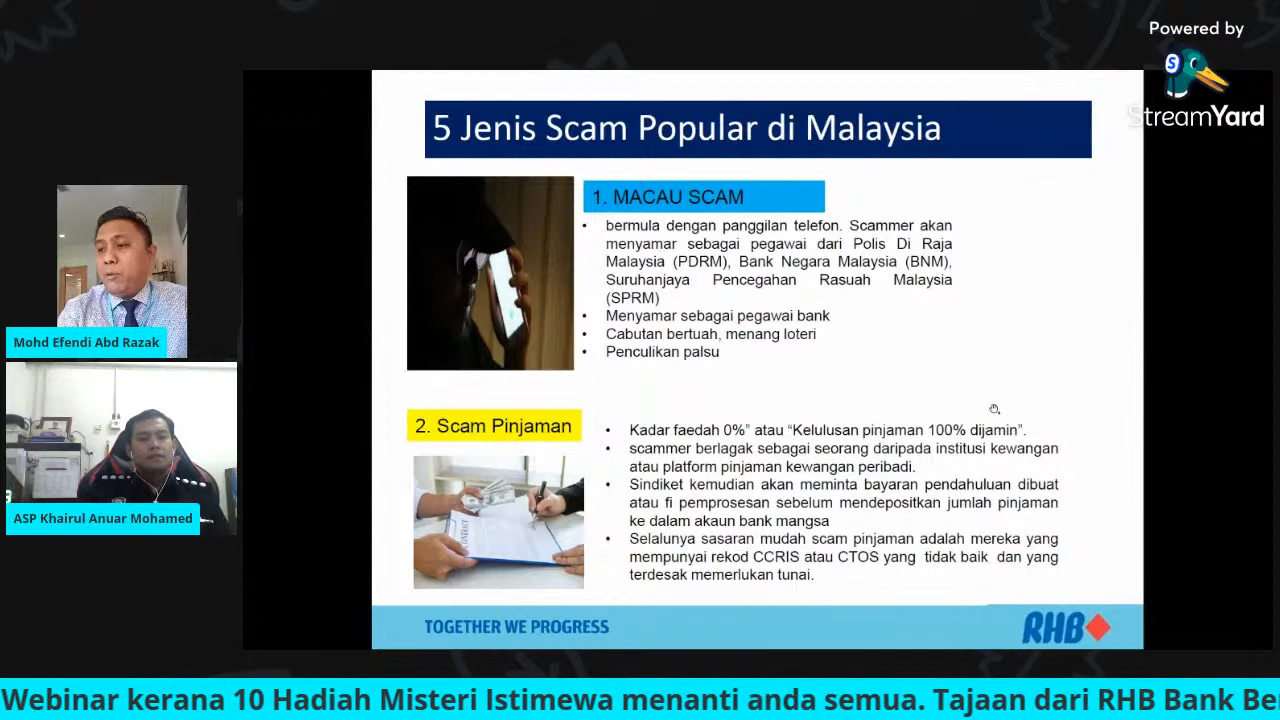 Powered by
StreamYard
5 Jenis Scam Popular di Malaysia
1. MACAU SCAM
• bermula dengan panggilan telefon. Scammer akan
menyamar sebagai pegawai dari Polis Di Raja
Malaysia (PDRM), Bank Negara Malaysia (BNM),
Suruhanjaya Pencegahan Rasuah Malaysia
(SPRM)
• Menyamar sebagai pegawai bank
• Cabutan bertuah, menang loteri
• Penculikan palsu
Mohd Efendi Abd Razak
ASP Khairul Anuar Mohamed
2. Scam Pinjaman
• Kadar faedah 0%” atau “Kelulusan pinjaman 100% dijamin”.
• scammer berlagak sebagai seorang daripada institusi kewangan
atau platform pinjaman kewangan peribadi.
• Sindiket kemudian akan meminta bayaran pendahuluan dibuat
atau fi pemprosesan sebelum mendepositkan jumlah pinjaman
ke dalam akaun bank mangsa
• Selalunya sasaran mudah scam pinjaman adalah mereka yang
mempunyai rekod CCRIS atau CTOS yang tidak baik dan yang
terdesak memerlukan tunai.
TOGETHER WE PROGRESS
RHB
Webinar kerana 10 Hadiah Misteri Istimewa menanti anda semua. Tajaan dari RHB Bank Be